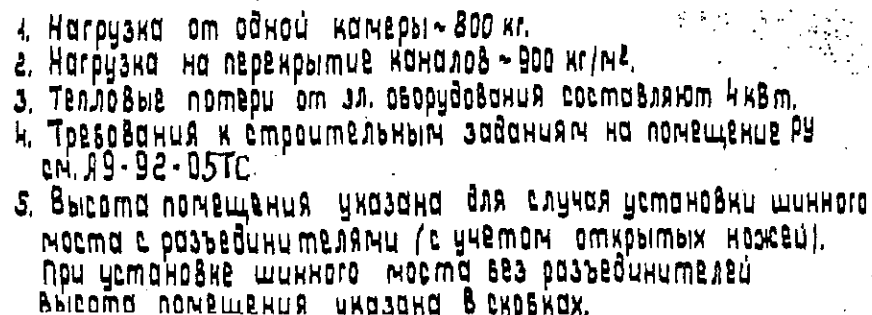 1. Нагрузка от одной камеры ~ 800 кг.
2. Нагрузка на перекрытие каналов ~ 900 кг/м².
3. Тепловые потери от эл. оборудования составляют 4 кВт.
4. Требования к строительным заданиям на помещение РУ
см. А9-92-05ТС.
5. Высота помещения указана для случая установки шинного
моста с разъединителями (с учётом открытых ножей).
При установке шинного моста без разъединителей
высота помещения указана в скобках.